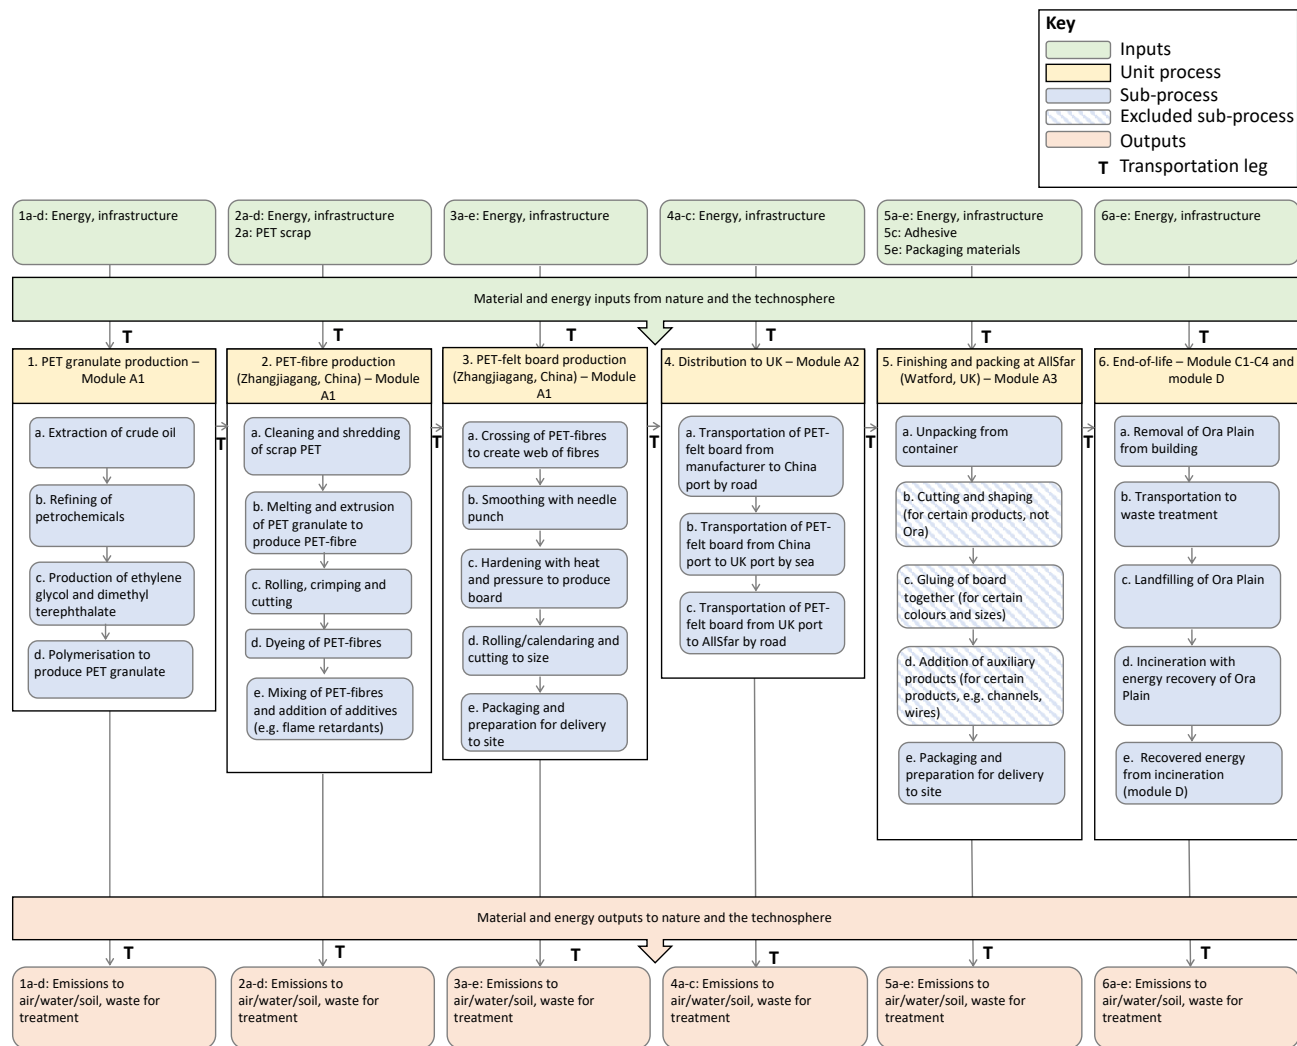 Key
Inputs
Unit process
Sub-process
Excluded sub-process
Outputs
T Transportation leg
1a-d: Energy, infrastructure
2a-d: Energy, infrastructure
2a: PET scrap
3a-e: Energy, infrastructure
4a-c: Energy, infrastructure
5a-e: Energy, infrastructure
5c: Adhesive
5e: Packaging materials
6a-e: Energy, infrastructure
Material and energy inputs from nature and the technosphere
T
T
T
T
T
T
1. PET granulate production –
Module A1
a. Extraction of crude oil
b. Refining of
petrochemicals
c. Production of ethylene
glycol and dimethyl
terephthalate
d. Polymerisation to
produce PET granulate
T
2. PET-fibre production
(Zhangjiagang, China) – Module
A1
a. Cleaning and shredding
of scrap PET
b. Melting and extrusion
of PET granulate to
produce PET-fibre
c. Rolling, crimping and
cutting
d. Dyeing of PET-fibres
e. Mixing of PET-fibres
and addition of additives
(e.g. flame retardants)
T
3. PET-felt board production
(Zhangjiagang, China) – Module
A1
a. Crossing of PET-fibres
to create web of fibres
b. Smoothing with needle
punch
c. Hardening with heat
and pressure to produce
board
d. Rolling/calendaring and
cutting to size
e. Packaging and
preparation for delivery
to site
T
4. Distribution to UK – Module A2
a. Transportation of PET-
felt board from
manufacturer to China
port by road
b. Transportation of PET-
felt board from China
port to UK port by sea
c. Transportation of PET-
felt board from UK port
to AllSfar by road
T
5. Finishing and packing at AllSfar
(Watford, UK) – Module A3
a. Unpacking from
container
b. Cutting and shaping
(for certain products, not
Ora)
c. Gluing of board
together (for certain
colours and sizes)
d. Addition of auxiliary
products (for certain
products, e.g. channels,
wires)
e. Packaging and
preparation for delivery
to site
T
6. End-of-life – Module C1-C4 and
module D
a. Removal of Ora Plain
from building
b. Transportation to
waste treatment
c. Landfilling of Ora Plain
d. Incineration with
energy recovery of Ora
Plain
e. Recovered energy
from incineration
(module D)
Material and energy outputs to nature and the technosphere
T
T
T
T
T
T
1a-d: Emissions to
air/water/soil, waste for
treatment
2a-d: Emissions to
air/water/soil, waste for
treatment
3a-e: Emissions to
air/water/soil, waste for
treatment
4a-c: Emissions to
air/water/soil, waste for
treatment
5a-e: Emissions to
air/water/soil, waste for
treatment
6a-e: Emissions to
air/water/soil, waste for
treatment